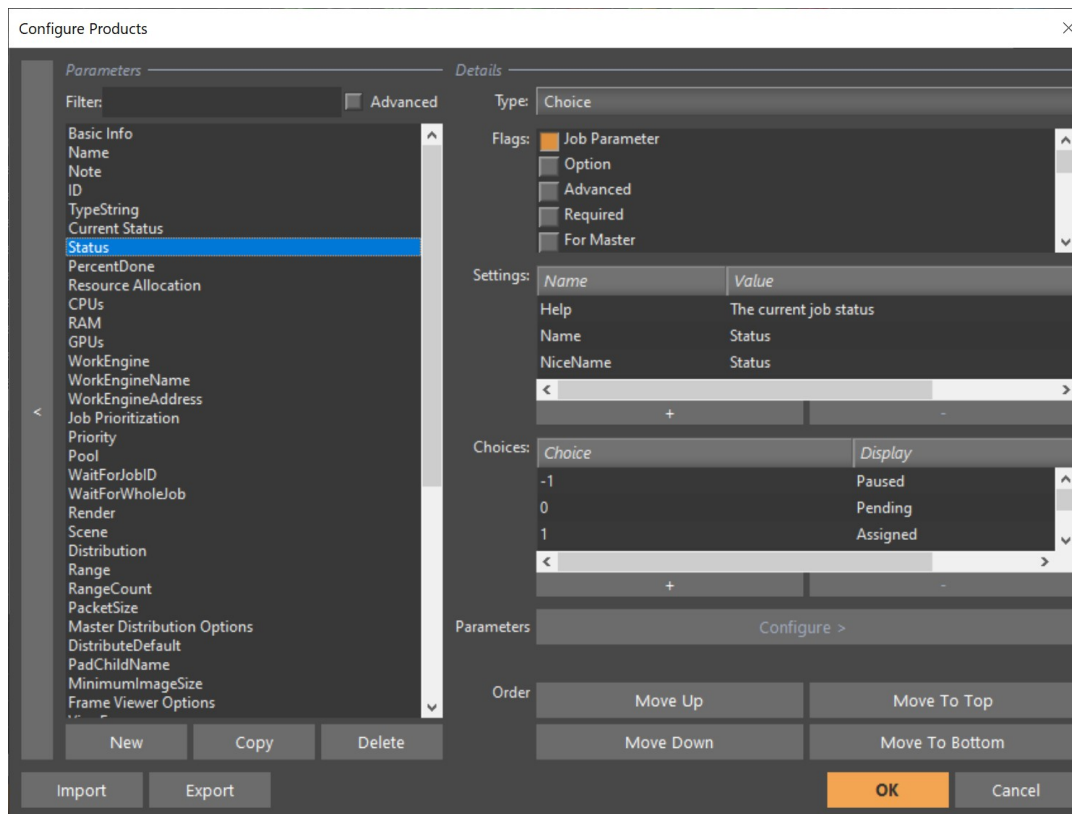 Configure Products
Parameters
Filter:
Advanced
Basic Info
Name
Note
ID
TypeString
Current Status
Status
PercentDone
Resource Allocation
CPUs
RAM
GPUs
WorkEngine
WorkEngineName
WorkEngineAddress
Job Prioritization
Priority
Pool
WaitForJobID
WaitForWholeJob
Render
Scene
Distribution
Range
RangeCount
PacketSize
Master Distribution Options
DistributeDefault
PadChildName
MinimumImageSize
Frame Viewer Options
<
New Copy Delete
Import Export
Details
Type: Choice
Flags: Job Parameter
Option
Advanced
Required
For Master
Settings: Name Value
Help The current job status
Name Status
NiceName Status
+ -
Choices: Choice Display
-1 Paused
0 Pending
1 Assigned
+ -
Parameters Configure >
Order Move Up Move To Top
Move Down Move To Bottom
OK Cancel